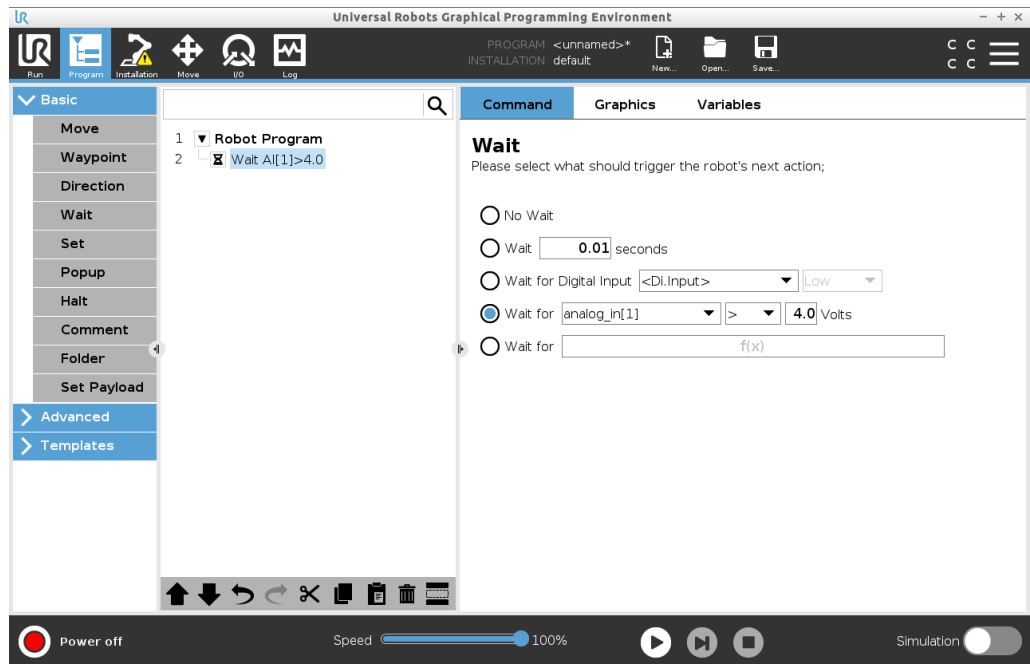 Universal Robots Graphical Programming Environment
Run
Program
Installation
Move
I/O
Log
PROGRAM <unnamed>*
INSTALLATION default
New...
Open...
Save...
C C
C C
Basic
Move
Waypoint
Direction
Wait
Set
Popup
Halt
Comment
Folder
Set Payload
Advanced
Templates
1 Robot Program
2 Wait AI[1]>4.0
Command Graphics Variables
Wait
Please select what should trigger the robot's next action;
No Wait
Wait 0.01 seconds
Wait for Digital Input <Di.Input> Low
Wait for analog_in[1] > 4.0 Volts
Wait for f(x)
Power off
Speed 100%
Simulation